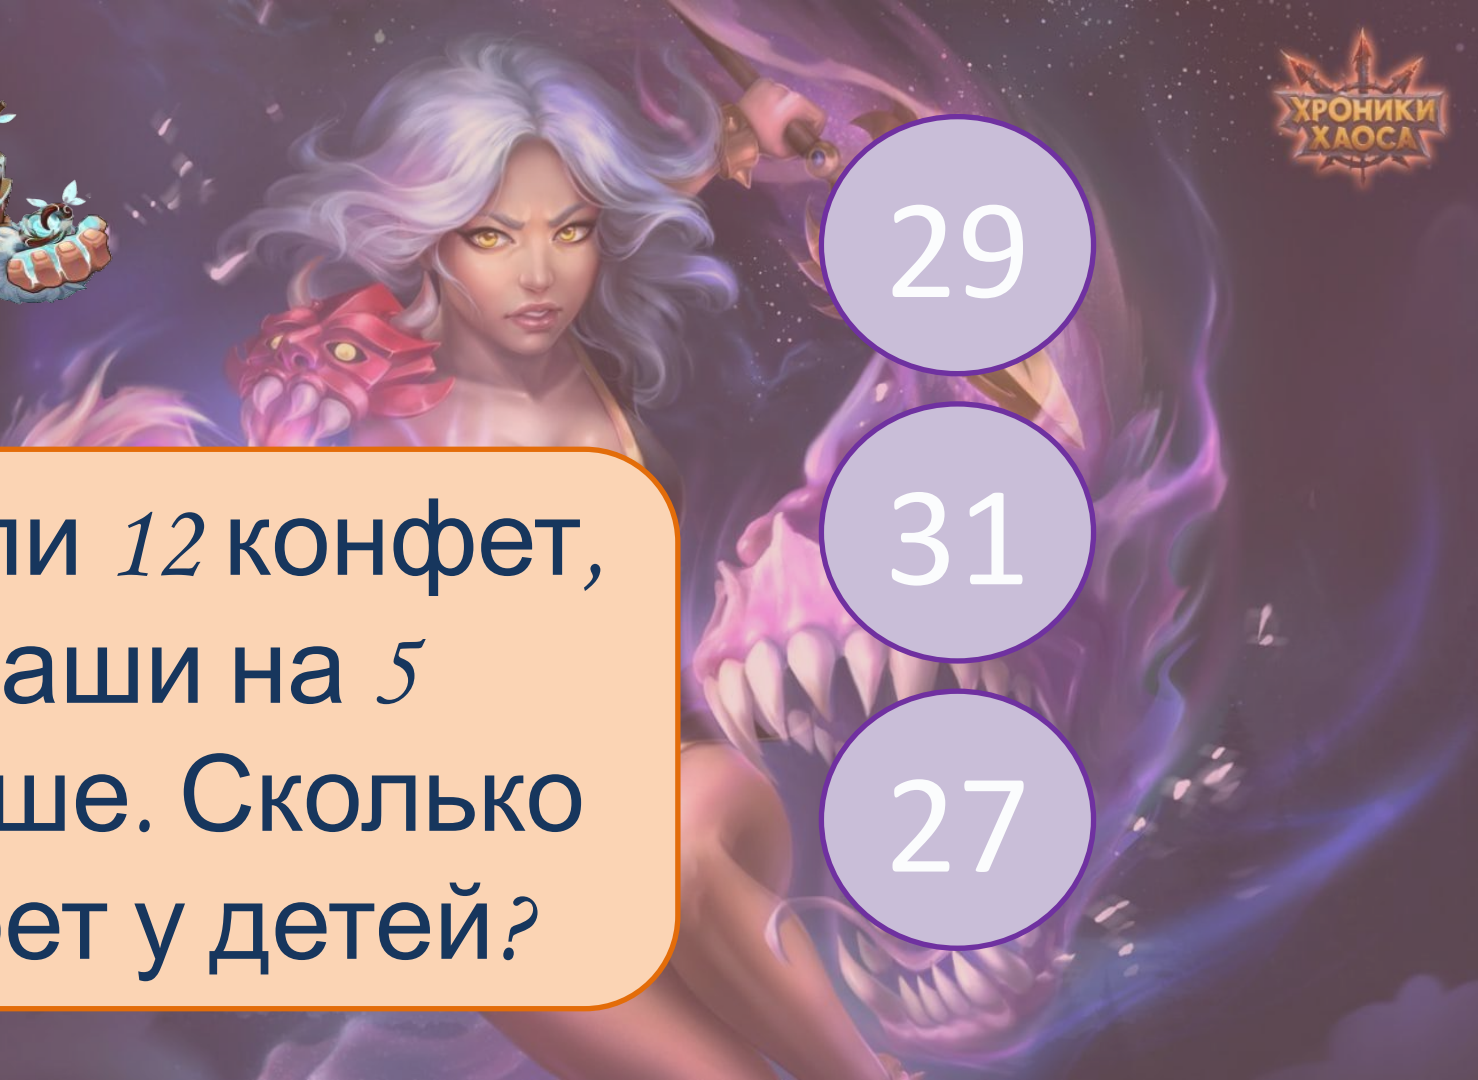 ХРОНИКИ
ХАОСА
29
31
27
ли 12 конфет,
аши на 5
ше. Сколько
ет у детей?